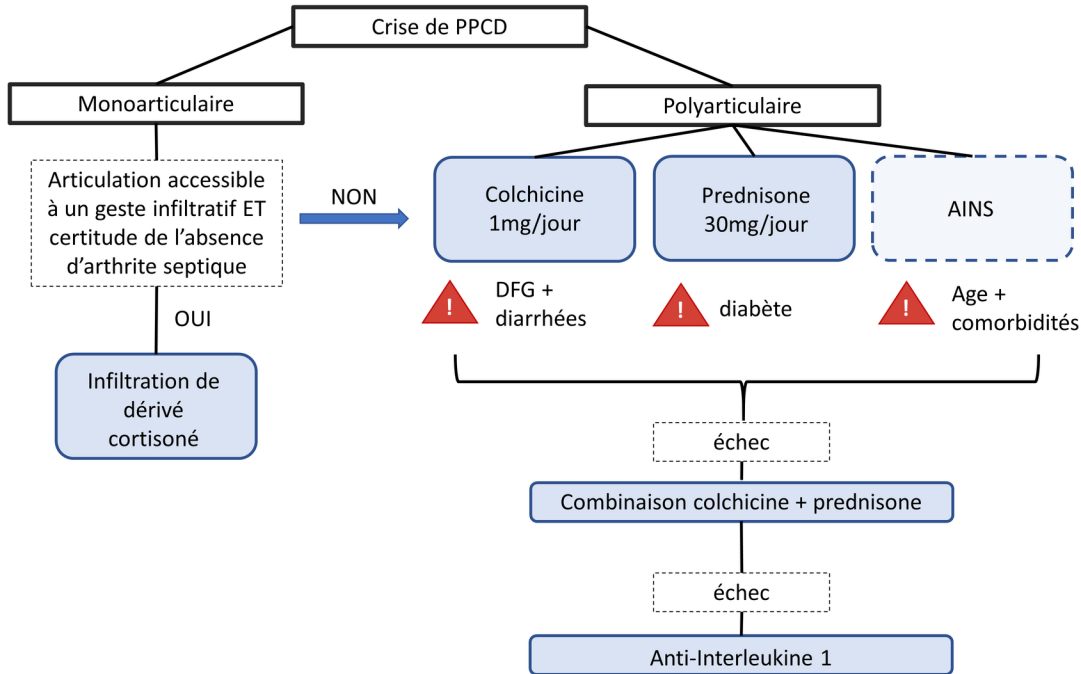 Crise de PPCD
Monoarticulaire
Polyarticulaire
Articulation accessible
à un geste infiltratif ET
certitude de l'absence
d'arthrite septique
NON
Colchicine
1mg/jour
Prednisone
30mg/jour
AINS
!
DFG +
diarrhées
!
diabète
!
Age +
comorbidités
OUI
Infiltration de
dérivé
cortisoné
échec
Combinaison colchicine + prednisone
échec
Anti-Interleukine 1